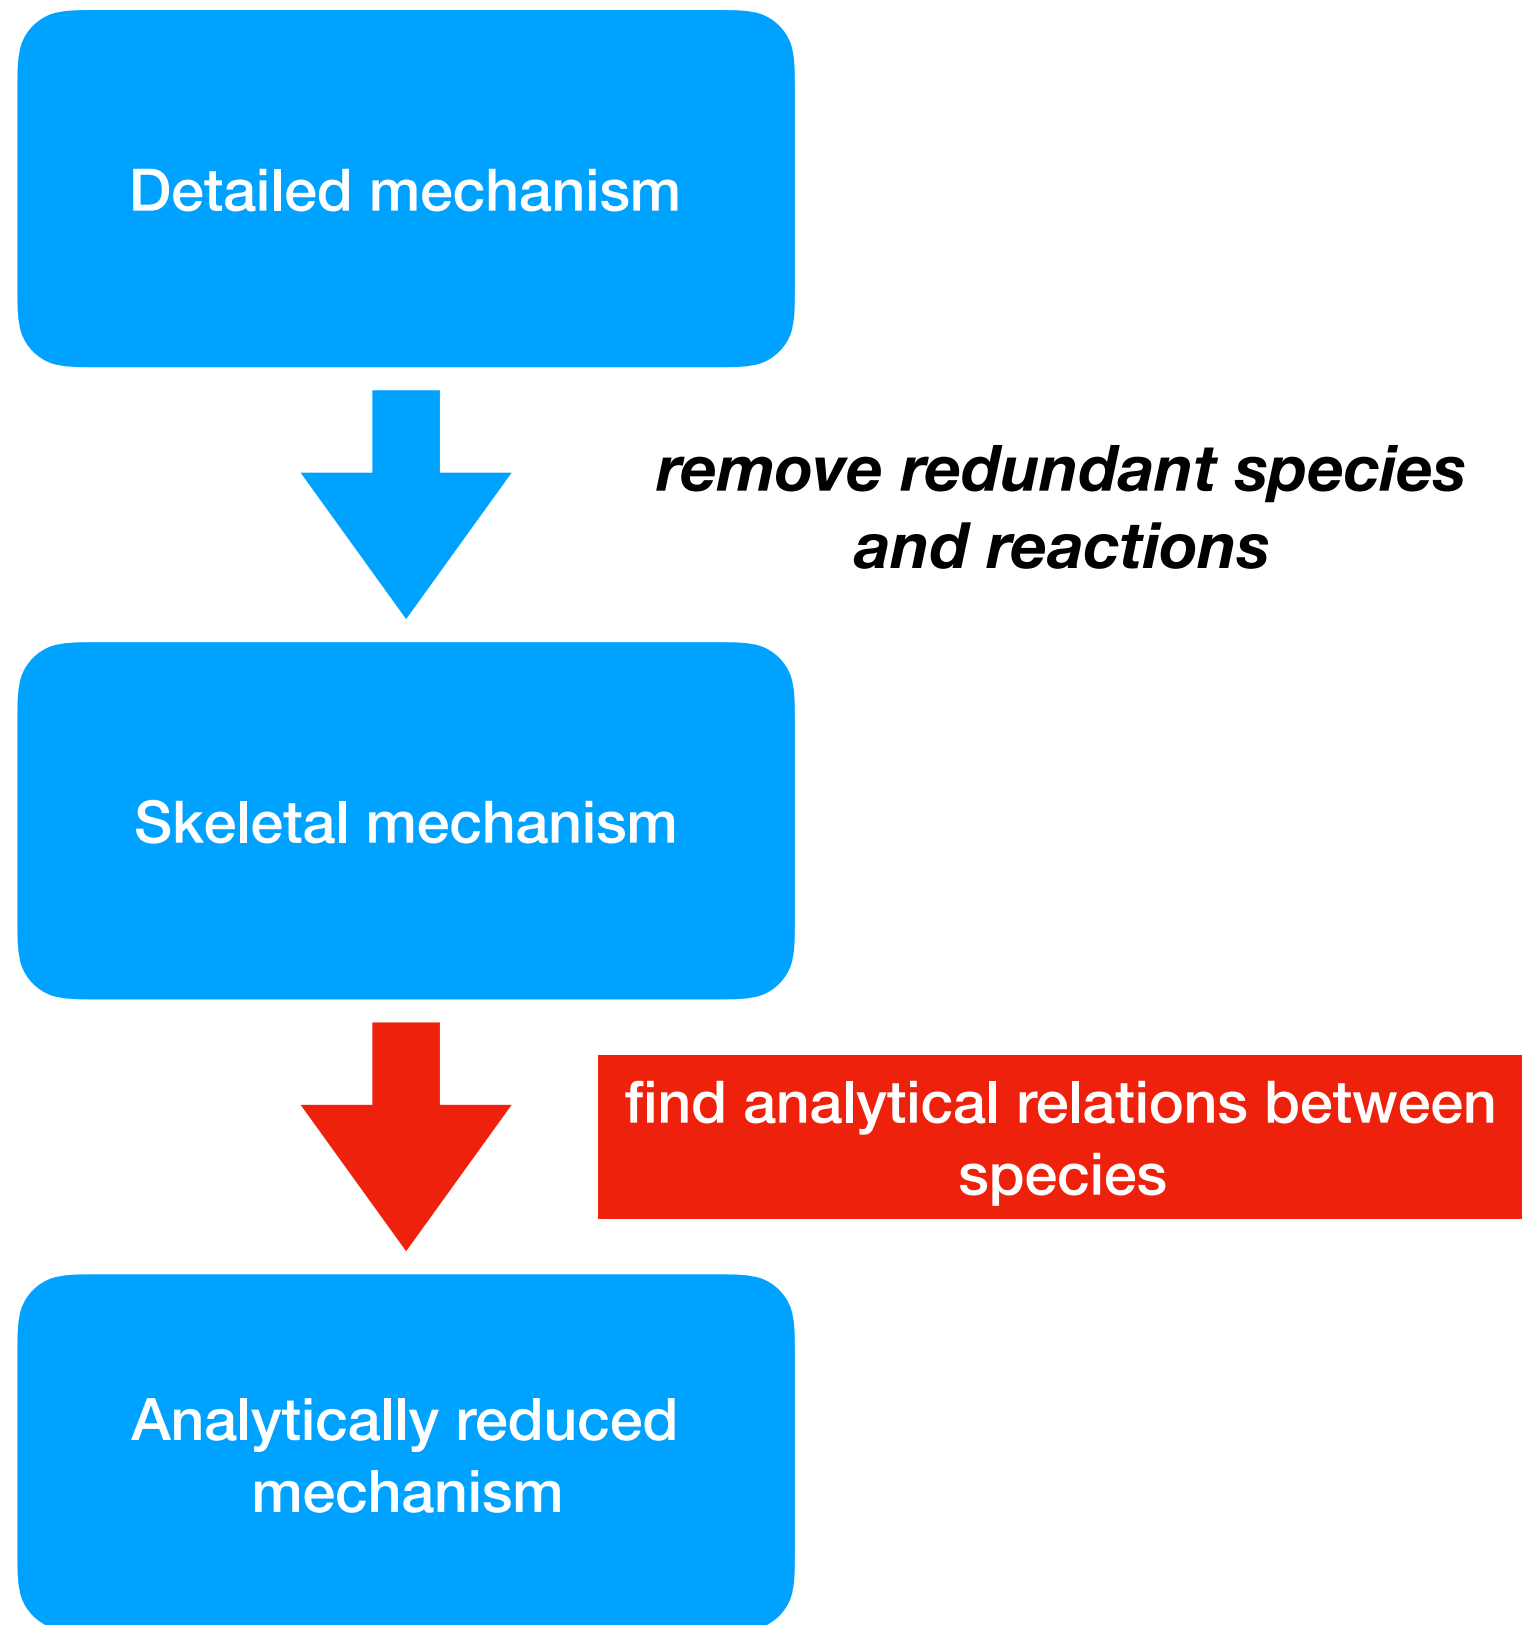 Detailed mechanism
remove redundant species
and reactions
Skeletal mechanism
find analytical relations between
species
Analytically reduced
mechanism